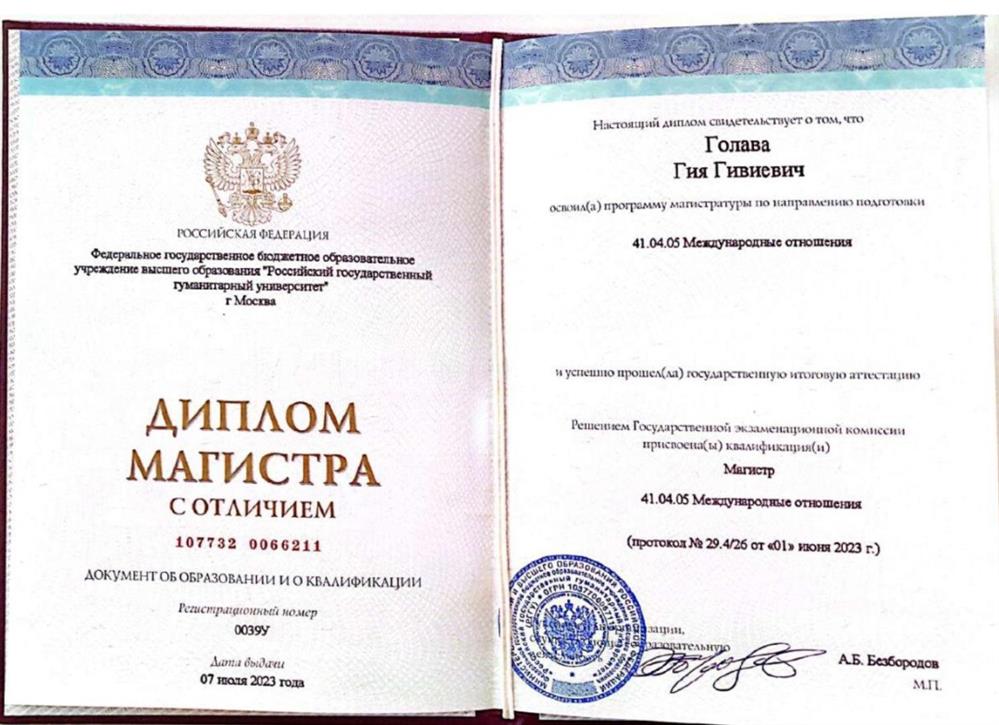 РОССИЙСКАЯ ФЕДЕРАЦИЯ
Федеральное государственное бюджетное образовательное
учреждение высшего образования "Российский государственный
гуманитарный университет"
г Москва
ДИПЛОМ
МАГИСТРА
С ОТЛИЧИЕМ
107732 0066211
ДОКУМЕНТ ОБ ОБРАЗОВАНИИ И О КВАЛИФИКАЦИИ
Регистрационный номер
0039У
Дата выдачи
07 июля 2023 года
Настоящий диплом свидетельствует о том, что
Голава
Гия Гивиевич
освоил(а) программу магистратуры по направлению подготовки
41.04.05 Международные отношения
и успешно прошел(ла) государственную итоговую аттестацию
Решением Государственной экзаменационной комиссии
присвоена(ы) квалификация(и)
Магистр
41.04.05 Международные отношения
(протокол № 29.4/26 от «01» июня 2023 г.)
А.Б. Безбородов
М.П.